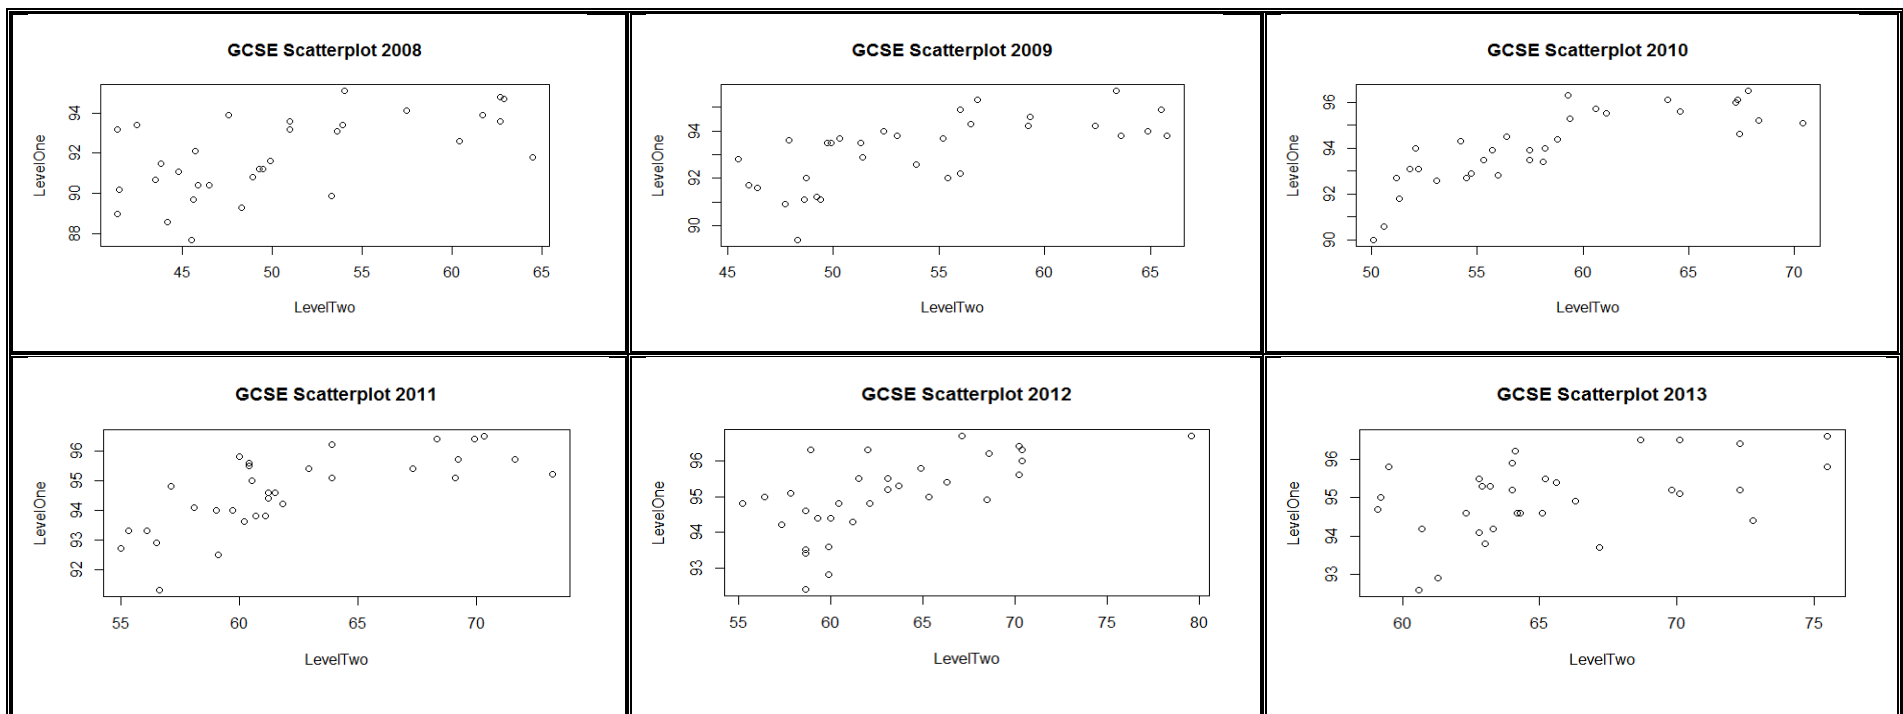 GCSE Scatterplot 2008
LevelOne
94
92
90
88
45 50 55 60 65
LevelTwo
GCSE Scatterplot 2009
LevelOne
94
92
90
45 50 55 60 65
LevelTwo
GCSE Scatterplot 2010
LevelOne
96
94
92
90
50 55 60 65 70
LevelTwo
GCSE Scatterplot 2011
LevelOne
96
95
94
93
92
55 60 65 70
LevelTwo
GCSE Scatterplot 2012
LevelOne
96
95
94
93
55 60 65 70 75 80
LevelTwo
GCSE Scatterplot 2013
LevelOne
96
95
94
93
60 65 70 75
LevelTwo